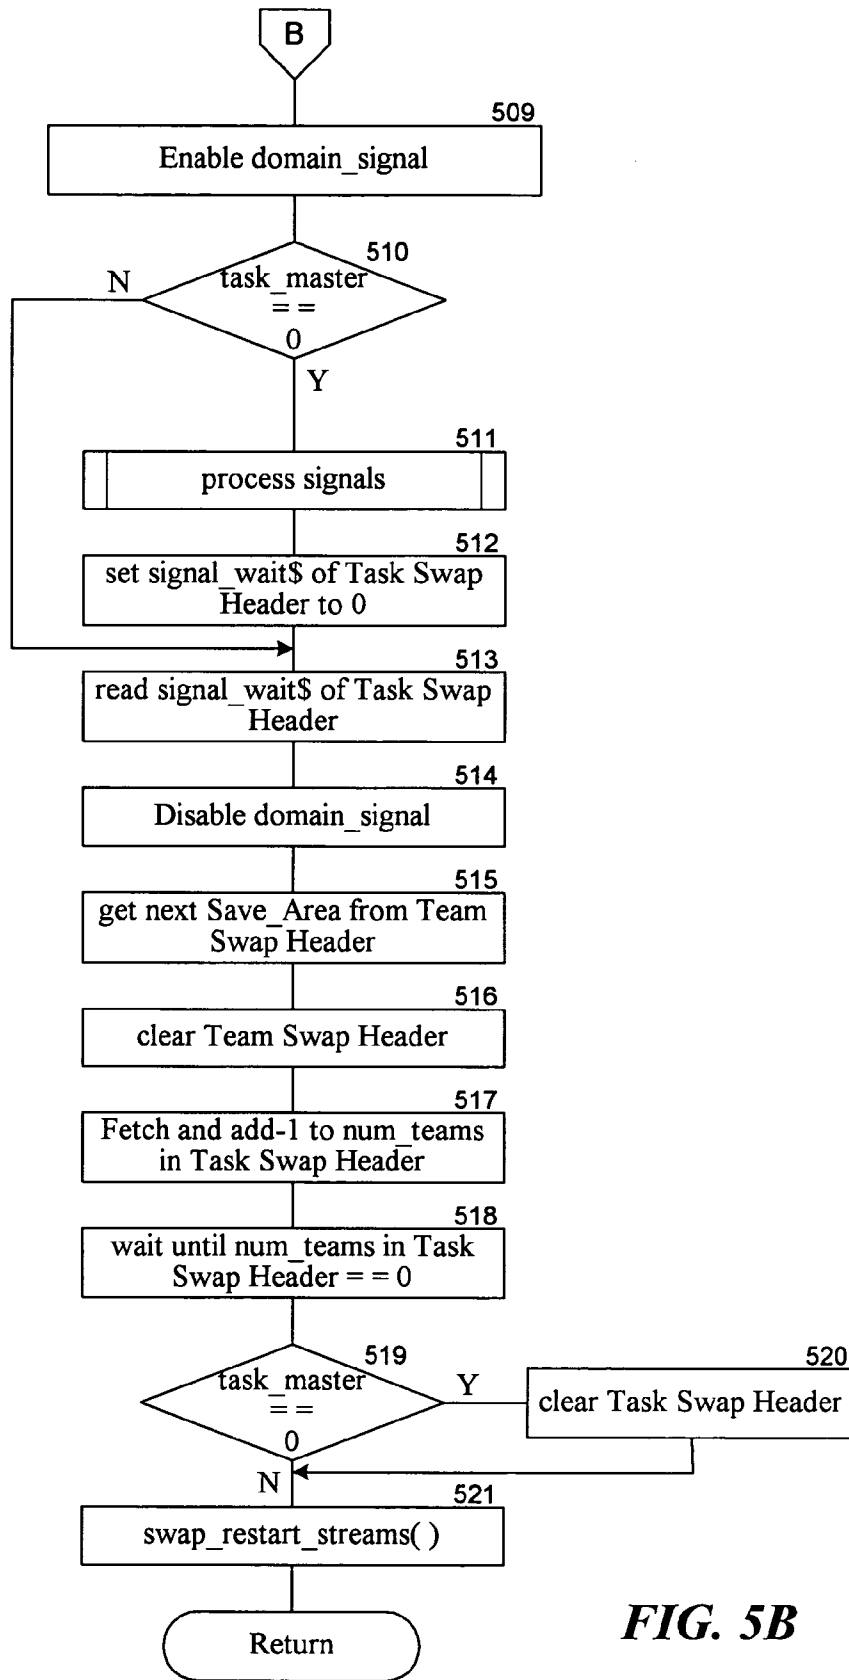 B
509
Enable domain_signal
510
task_master
= =
0
N
Y
511
process signals
512
set signal_wait$ of Task Swap
Header to 0
513
read signal_wait$ of Task Swap
Header
514
Disable domain_signal
515
get next Save_Area from Team
Swap Header
516
clear Team Swap Header
517
Fetch and add-1 to num_teams
in Task Swap Header
518
wait until num_teams in Task
Swap Header = = 0
519
task_master
= =
0
Y
520
clear Task Swap Header
N
521
swap_restart_streams( )
Return
FIG. 5B